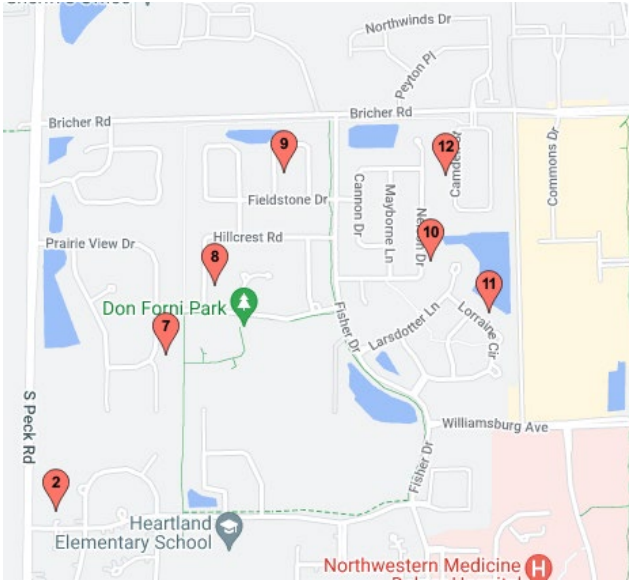 Northwinds Dr
Peyton Pl
Bricher Rd
Bricher Rd
12
9
Camden St
Commons Dr
Cannon Dr
Mayborne Ln
Fieldstone Dr
10
Hillcrest Rd
Prairie View Dr
8
11
Don Forni Park
7
Fisher Dr
Larsdotter Ln
Lorraine Cir
S Peck Rd
Williamsburg Ave
Fisher Dr
2
Heartland
Elementary School
Northwestern Medicine
H